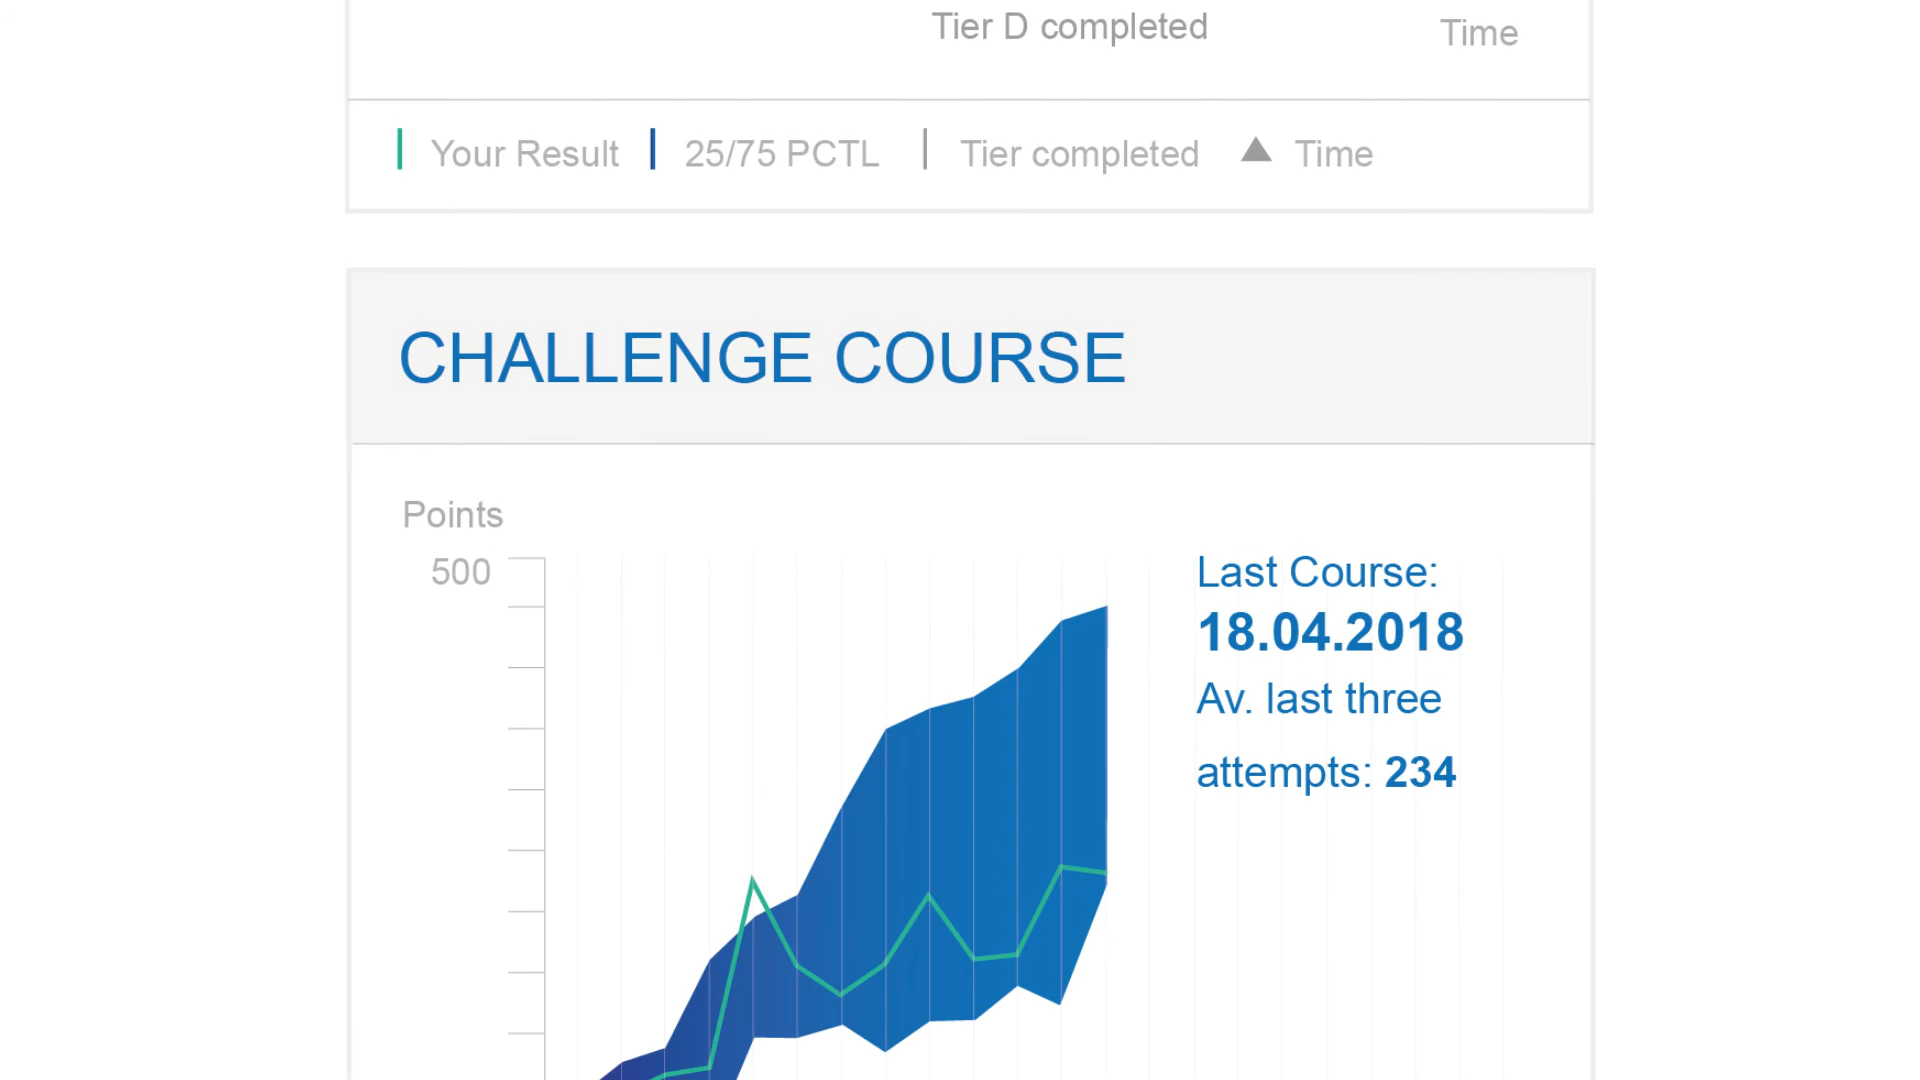 Tier D completed
Time
Your Result 25/75 PCTL Tier completed Time
CHALLENGE COURSE
Points
500
Last Course:
18.04.2018
Av. last three
attempts: 234